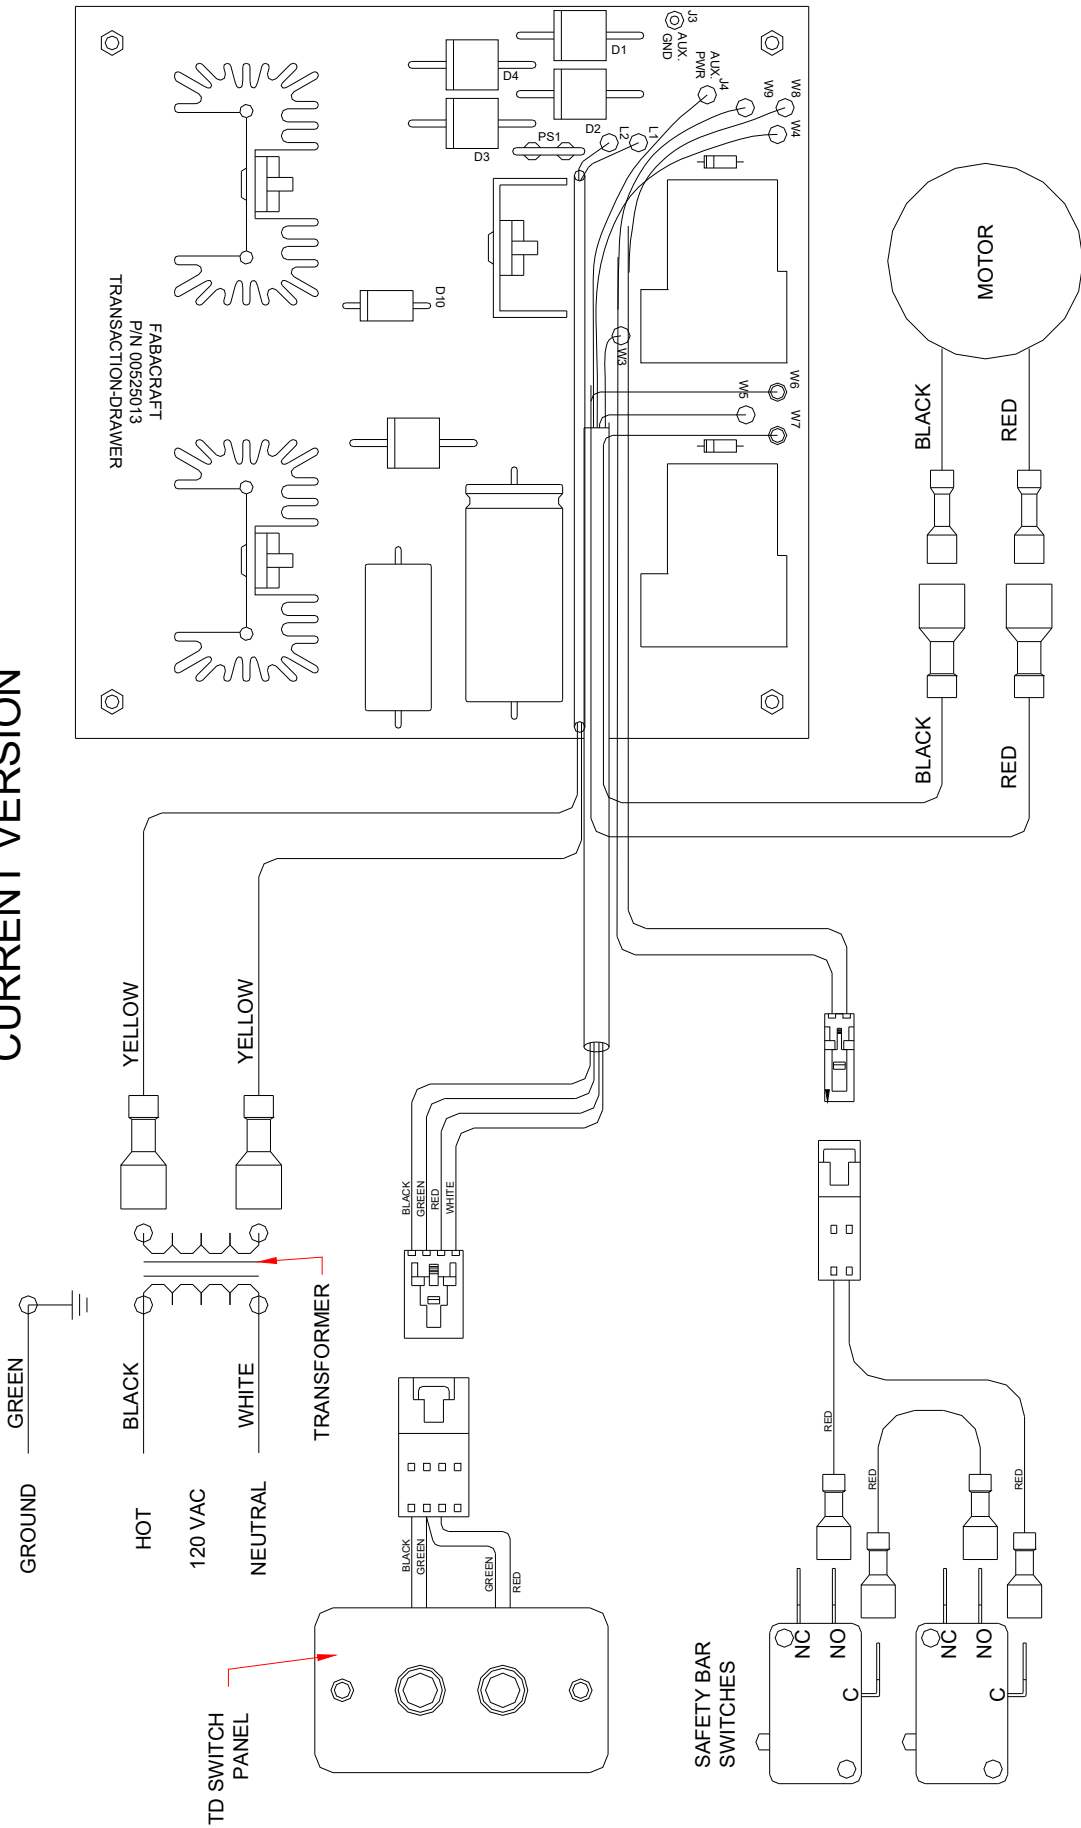 CURRENT VERSION
J3
AUX.
GND
AUX.
PWR
J4
W9
W8
W4
D1
D4
D2
D3
PS1
L2
L1
D10
W3
W6
W5
W7
FABACRAFT
P/N 00525013
TRANSACTION-DRAWER
MOTOR
BLACK
RED
BLACK
RED
YELLOW
YELLOW
GREEN
BLACK
WHITE
TRANSFORMER
GROUND
HOT
120 VAC
NEUTRAL
BLACK
GREEN
RED
WHITE
BLACK
GREEN
GREEN
RED
TD SWITCH
PANEL
RED
RED
RED
SAFETY BAR
SWITCHES
NC
NO
C
NC
NO
C